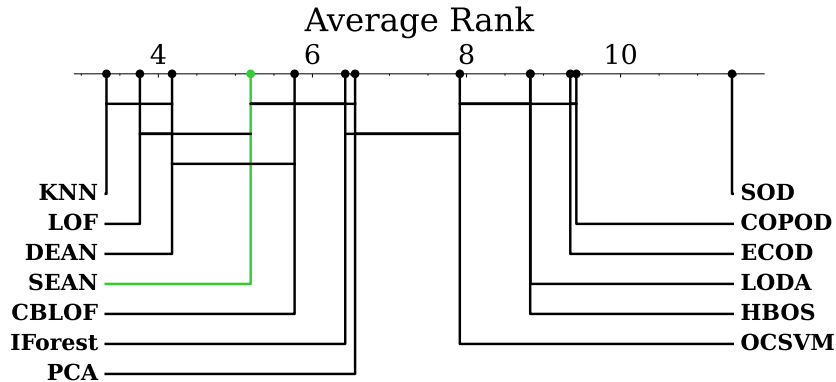 Average Rank
4 6 8 10
KNN SOD
LOF COPOD
DEAN ECOD
SEAN LODA
CBLOF HBOS
IForest OCSVM
PCA